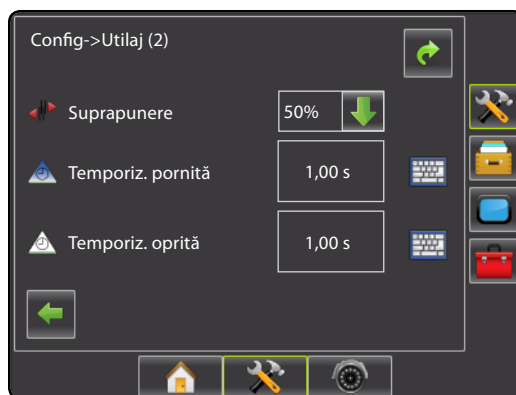 Config->Utilaj (2)
Suprapunere 50%
Temporiz. pornită 1,00 s
Temporiz. oprită 1,00 s